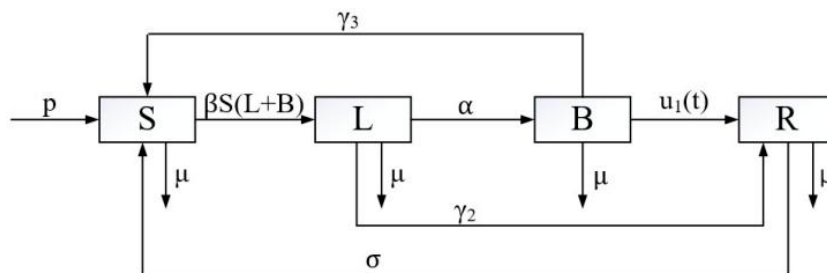 γ₃
p S βS(L+B) L α B u₁(t) R
μ μ μ μ
γ₂
σ